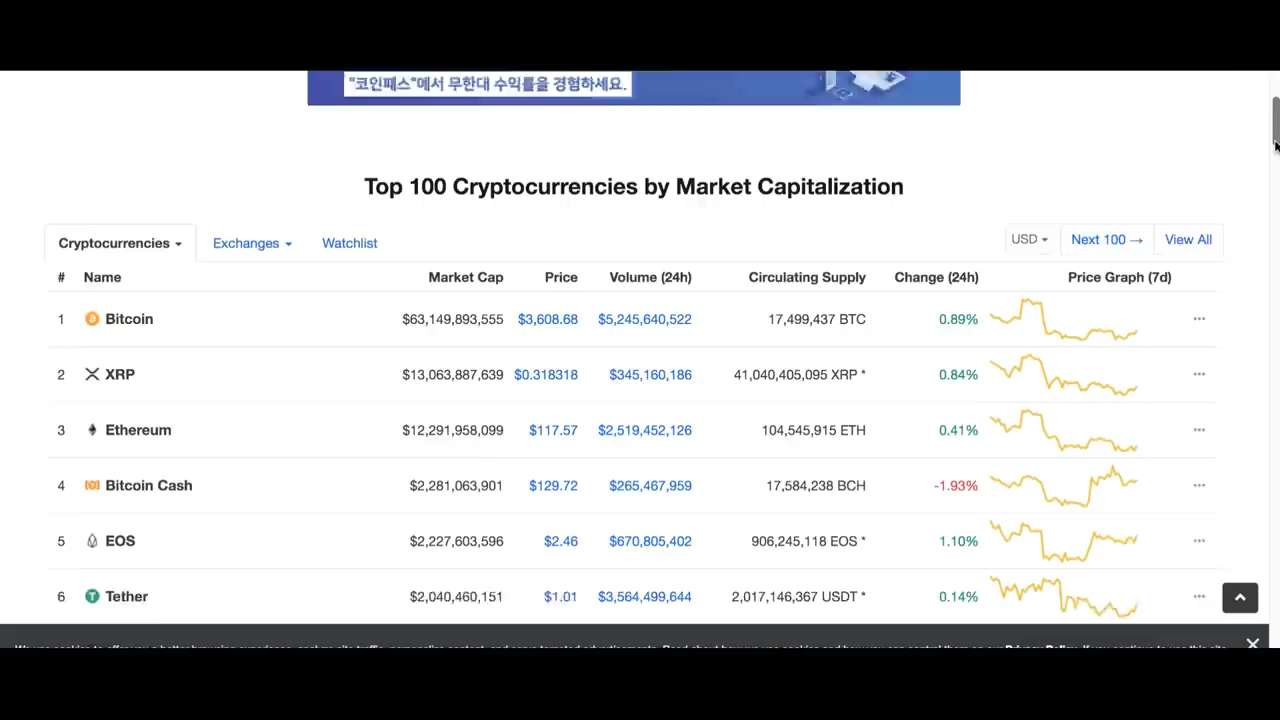 "코인패스"에서 무한대 수익률을 경험하세요.
Top 100 Cryptocurrencies by Market Capitalization
Cryptocurrencies Exchanges Watchlist USD Next 100 → View All
# Name Market Cap Price Volume (24h) Circulating Supply Change (24h) Price Graph (7d)
1 Bitcoin $63,149,893,555 $3,608.68 $5,245,640,522 17,499,437 BTC 0.89%
2 XRP $13,063,887,639 $0.318318 $345,160,186 41,040,405,095 XRP * 0.84%
3 Ethereum $12,291,958,099 $117.57 $2,519,452,126 104,545,915 ETH 0.41%
4 Bitcoin Cash $2,281,063,901 $129.72 $265,467,959 17,584,238 BCH -1.93%
5 EOS $2,227,603,596 $2.46 $670,805,402 906,245,118 EOS * 1.10%
6 Tether $2,040,460,151 $1.01 $3,564,499,644 2,017,146,367 USDT * 0.14%